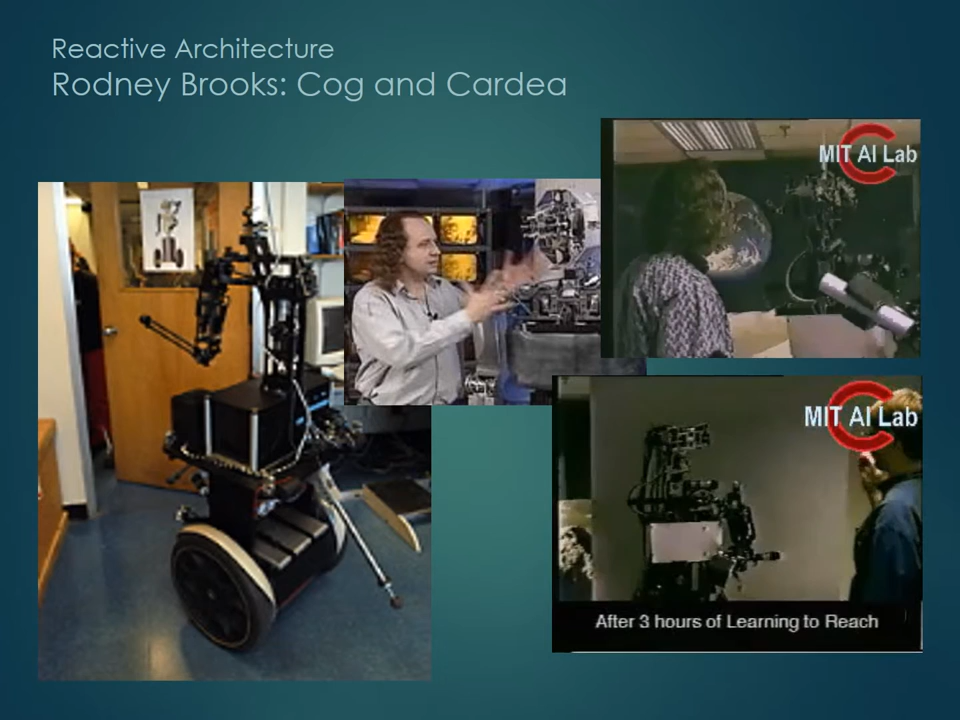 Reactive Architecture
Rodney Brooks: Cog and Cardea
MIT AI Lab
MIT AI Lab
After 3 hours of Learning to Reach